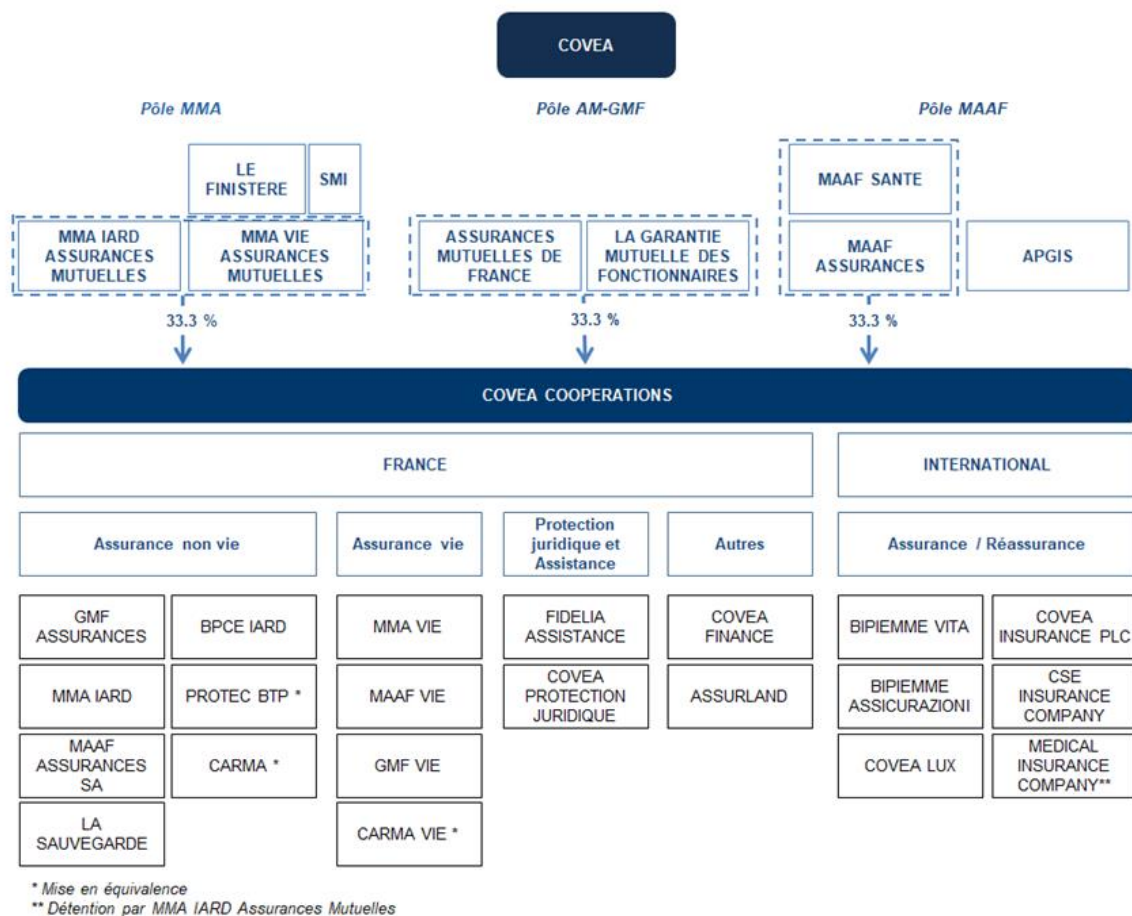 COVEA
Pôle MMA
Pôle AM-GMF
Pôle MAAF
LE
FINISTERE
SMI
MAAF SANTE
MMA IARD
ASSURANCES
MUTUELLES
MMA VIE
ASSURANCES
MUTUELLES
ASSURANCES
MUTUELLES DE
FRANCE
LA GARANTIE
MUTUELLE DES
FONCTIONNAIRES
MAAF
ASSURANCES
APGIS
33.3 %
33.3 %
33.3 %
COVEA COOPERATIONS
FRANCE
INTERNATIONAL
Assurance non vie
Assurance vie
Protection
juridique et
Assistance
Autres
Assurance / Réassurance
GMF
ASSURANCES
BPCE IARD
MMA VIE
FIDELIA
ASSISTANCE
COVEA
FINANCE
BIPIEMME VITA
COVEA
INSURANCE PLC
MMA IARD
PROTEC BTP *
MAAF VIE
COVEA
PROTECTION
JURIDIQUE
ASSURLAND
BIPIEMME
ASSICURAZIONI
CSE
INSURANCE
COMPANY
MAAF
ASSURANCES
SA
CARMA *
GMF VIE
COVEA LUX
MEDICAL
INSURANCE
COMPANY**
LA
SAUVEGARDE
CARMA VIE *
* Mise en équivalence
** Détention par MMA IARD Assurances Mutuelles